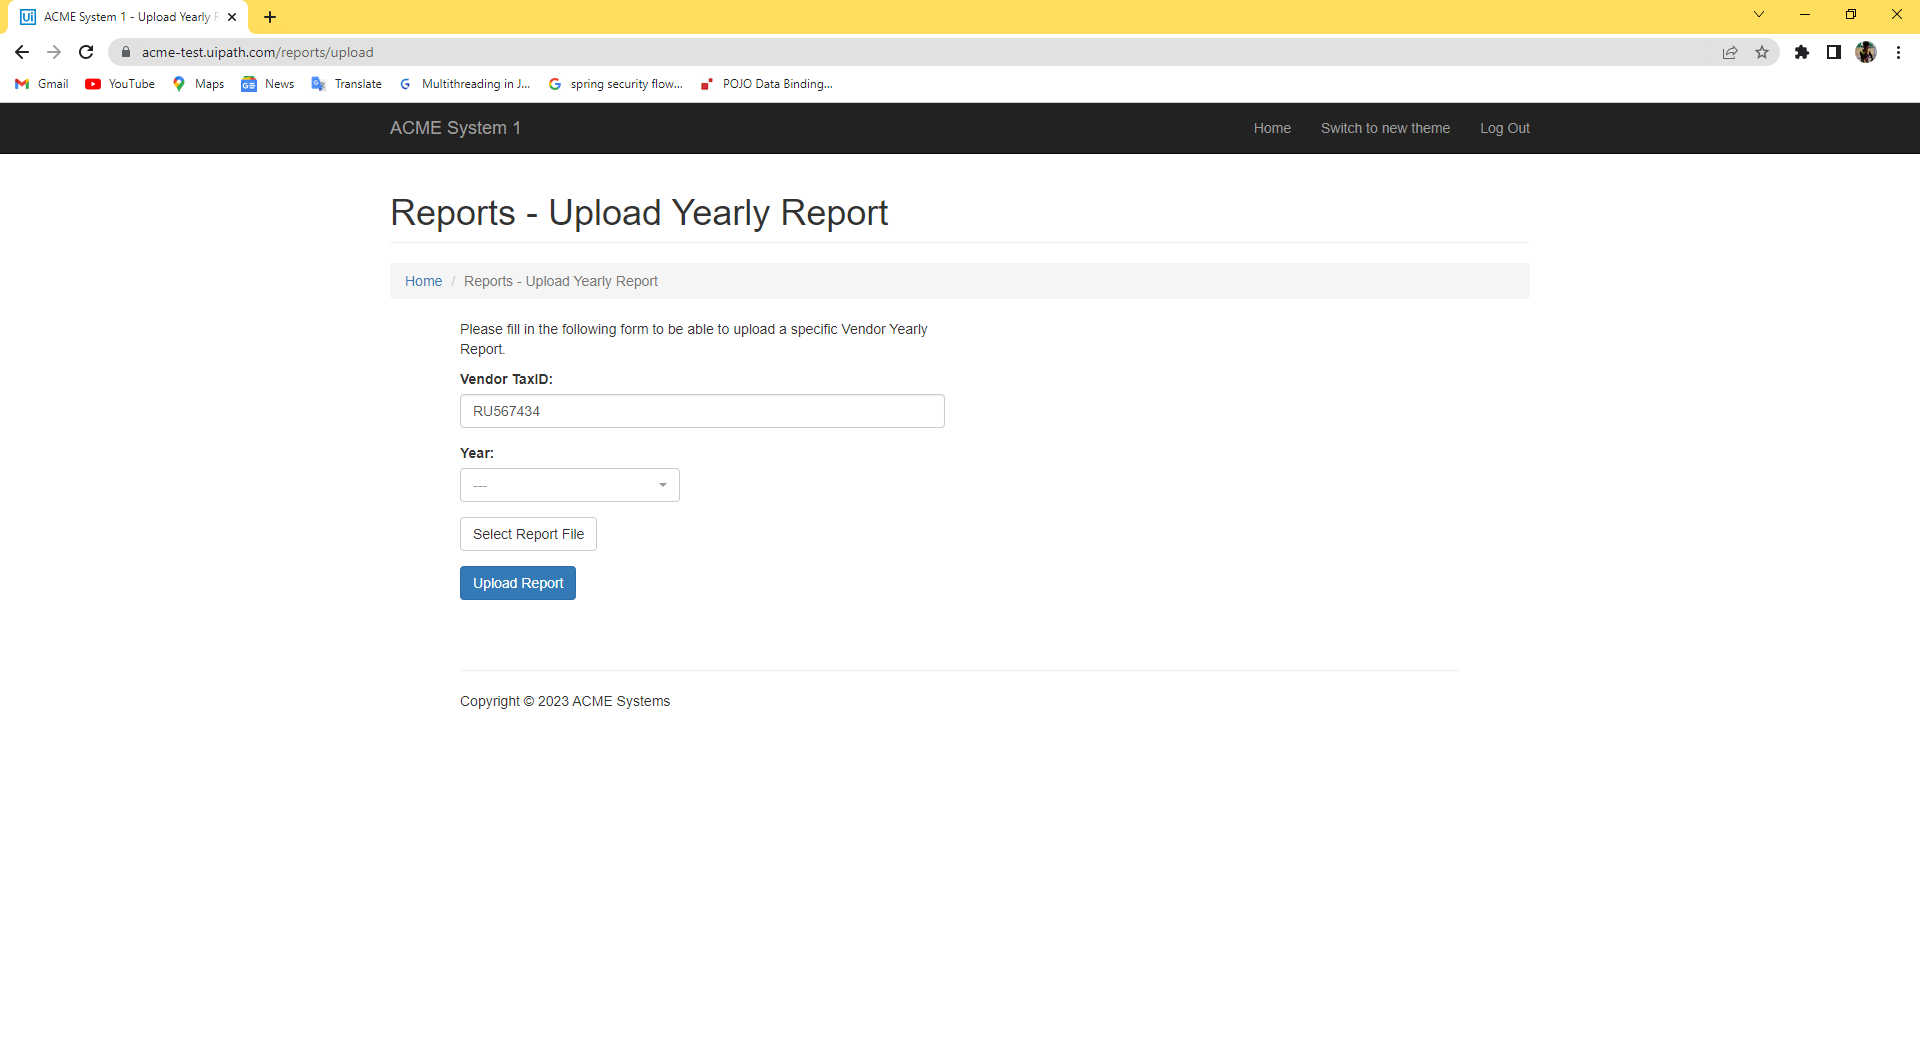 Ui ACME System 1 - Upload Yearly
acme-test.uipath.com/reports/upload
Gmail YouTube Maps GE News Translate Multithreading in J... spring security flow... POJO Data Binding...
ACME System 1 Home Switch to new theme Log Out
Reports - Upload Yearly Report
Home / Reports - Upload Yearly Report
Please fill in the following form to be able to upload a specific Vendor Yearly
Report.
Vendor TaxID:
RU567434
Year:
---
Select Report File
Upload Report
Copyright © 2023 ACME Systems